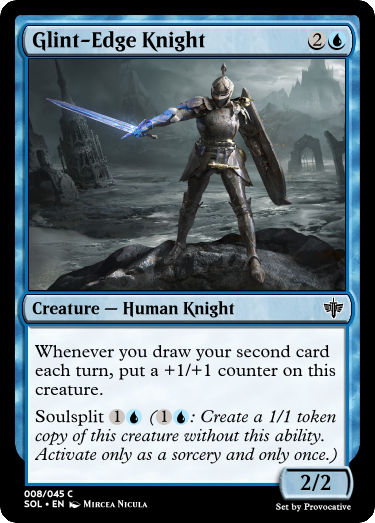 Glint-Edge Knight 2
Creature — Human Knight
Whenever you draw your second card
each turn, put a +1/+1 counter on this
creature.
Soulsplit 1 (1 : Create a 1/1 token
copy of this creature without this ability.
Activate only as a sorcery and only once.)
2/2
008/045 C
SOL • EN Mircea Nicula
Set by Provocative